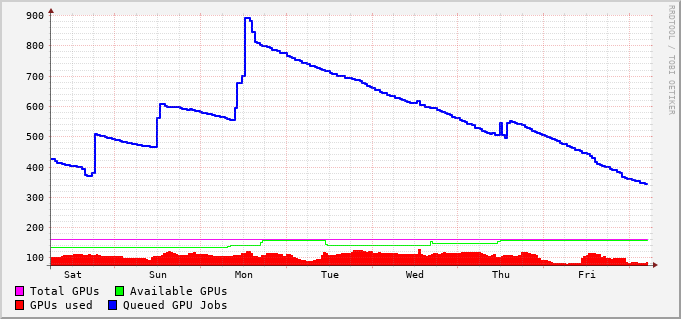 900
800
700
600
500
400
300
200
100
Sat Sun Mon Tue Wed Thu Fri
Total GPUs Available GPUs
GPUs used Queued GPU Jobs
RRDTOOL / TOBI OETIKER